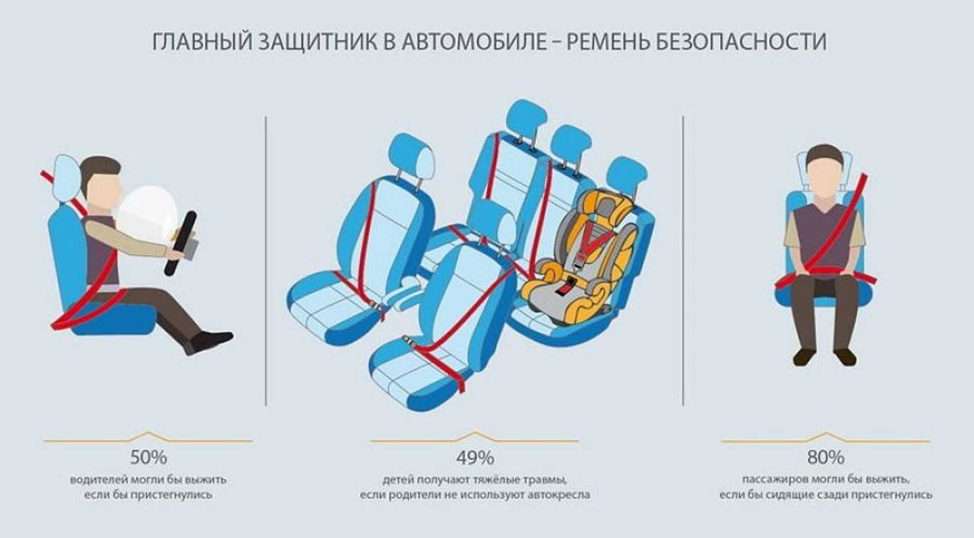 ГЛАВНЫЙ ЗАЩИТНИК В АВТОМОБИЛЕ – РЕМЕНЬ БЕЗОПАСНОСТИ
50%
водителей могли бы выжить
если бы пристегнулись
49%
детей получают тяжёлые травмы,
если родители не используют автокресла
80%
пассажиров могли бы выжить,
если бы сидящие сзади пристегнулись